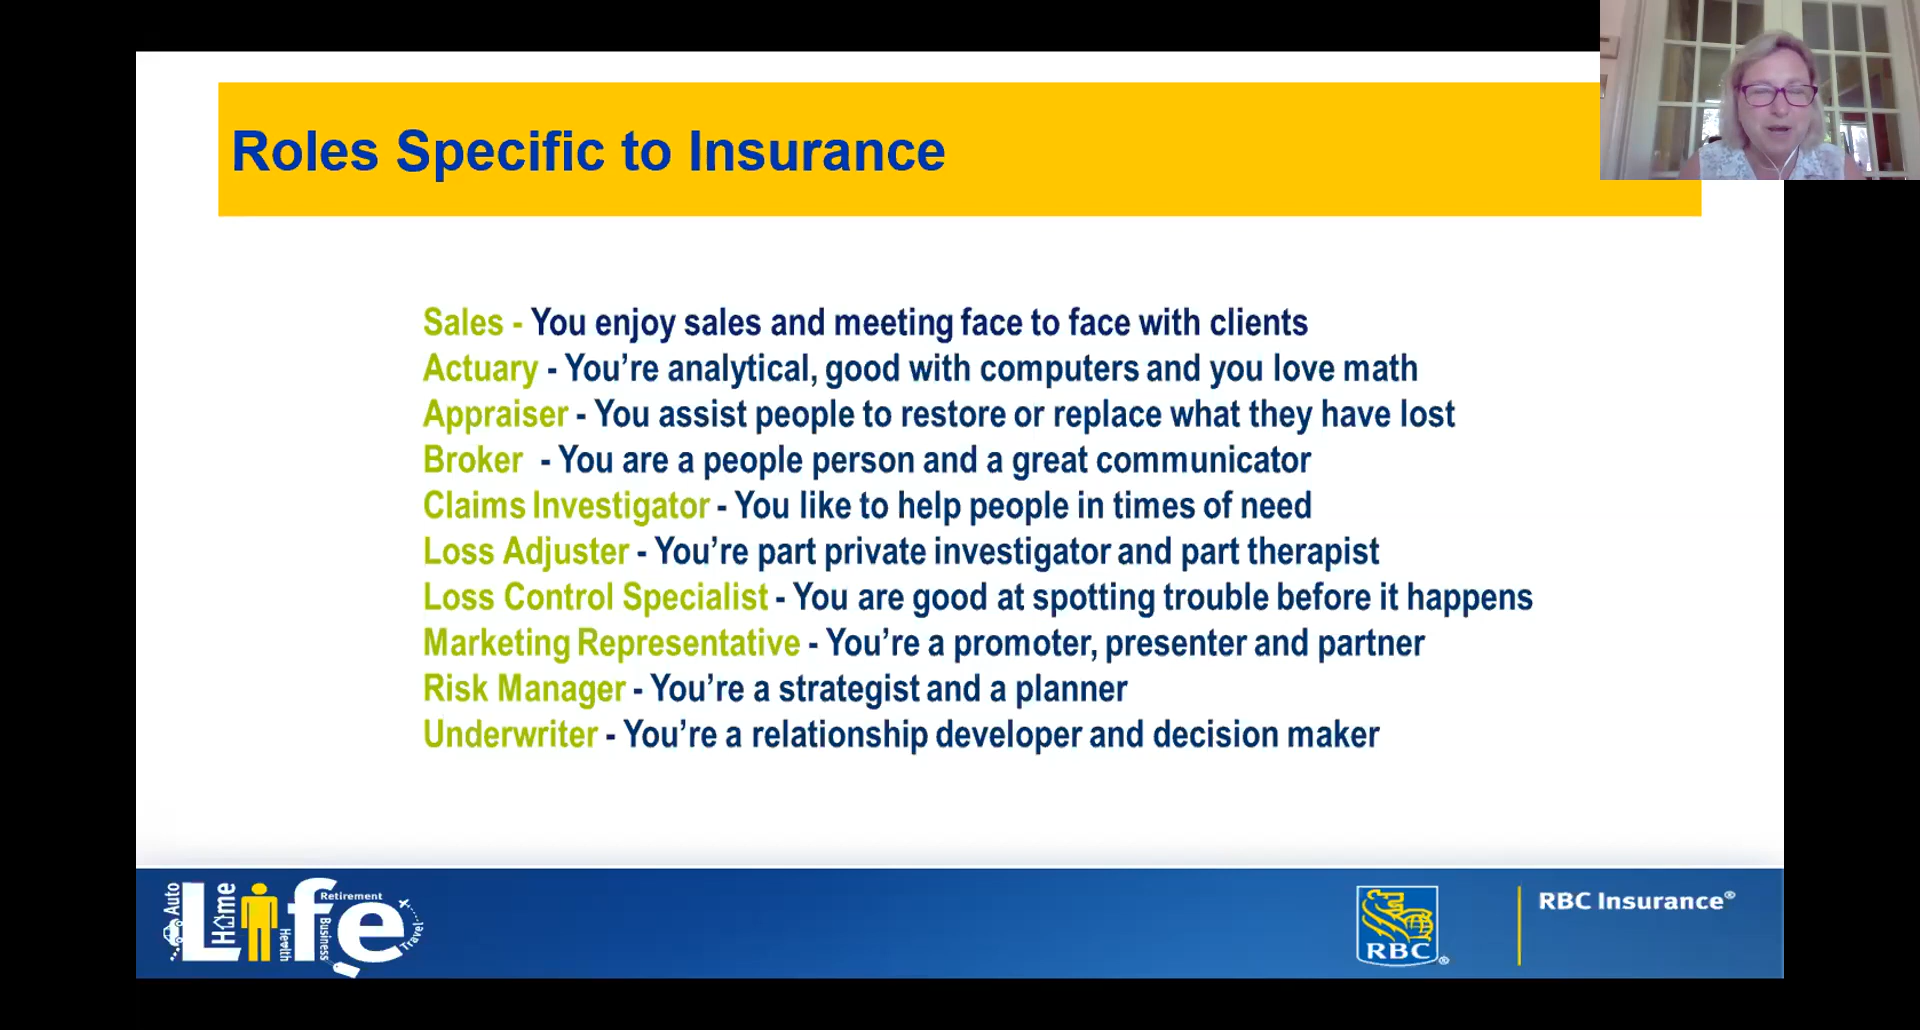 Roles Specific to Insurance
Sales - You enjoy sales and meeting face to face with clients
Actuary - You’re analytical, good with computers and you love math
Appraiser - You assist people to restore or replace what they have lost
Broker - You are a people person and a great communicator
Claims Investigator - You like to help people in times of need
Loss Adjuster - You’re part private investigator and part therapist
Loss Control Specialist - You are good at spotting trouble before it happens
Marketing Representative - You’re a promoter, presenter and partner
Risk Manager - You’re a strategist and a planner
Underwriter - You’re a relationship developer and decision maker
Life
Auto
Home
Health
Retirement
Business
Travel
RBC®
RBC Insurance®